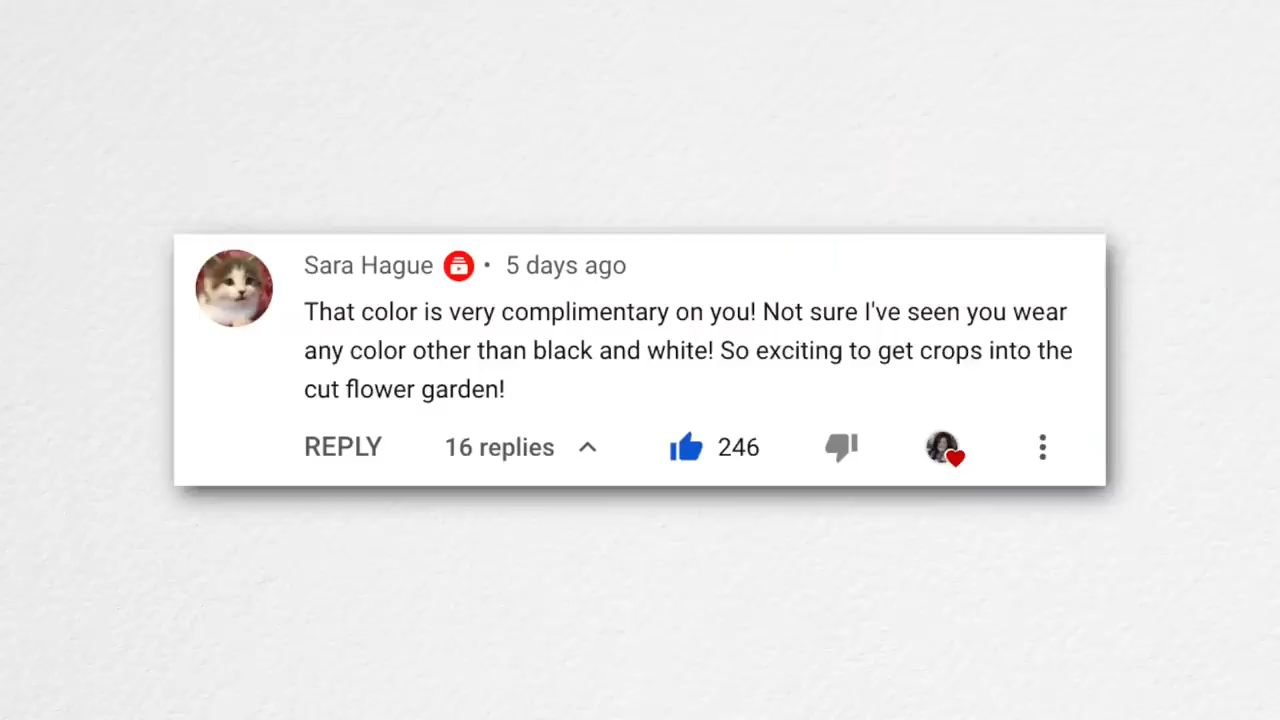 Sara Hague • 5 days ago
That color is very complimentary on you! Not sure I've seen you wear
any color other than black and white! So exciting to get crops into the
cut flower garden!
REPLY 16 replies 246